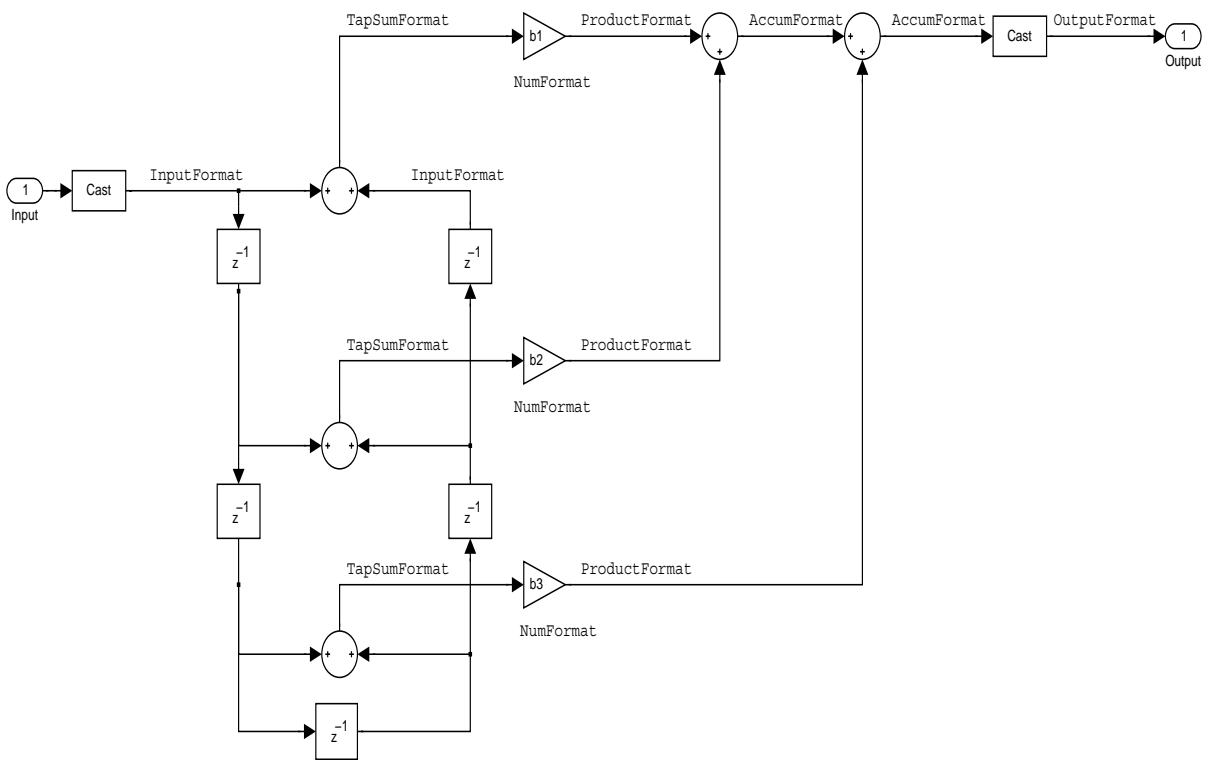 TapSumFormat
b1
ProductFormat
+
+
AccumFormat
+
+
AccumFormat
Cast
OutputFormat
1
Output
NumFormat
1
Input
Cast
InputFormat
+
+
InputFormat
z−1
z−1
TapSumFormat
b2
ProductFormat
NumFormat
+
+
z−1
z−1
TapSumFormat
b3
ProductFormat
NumFormat
+
+
z−1